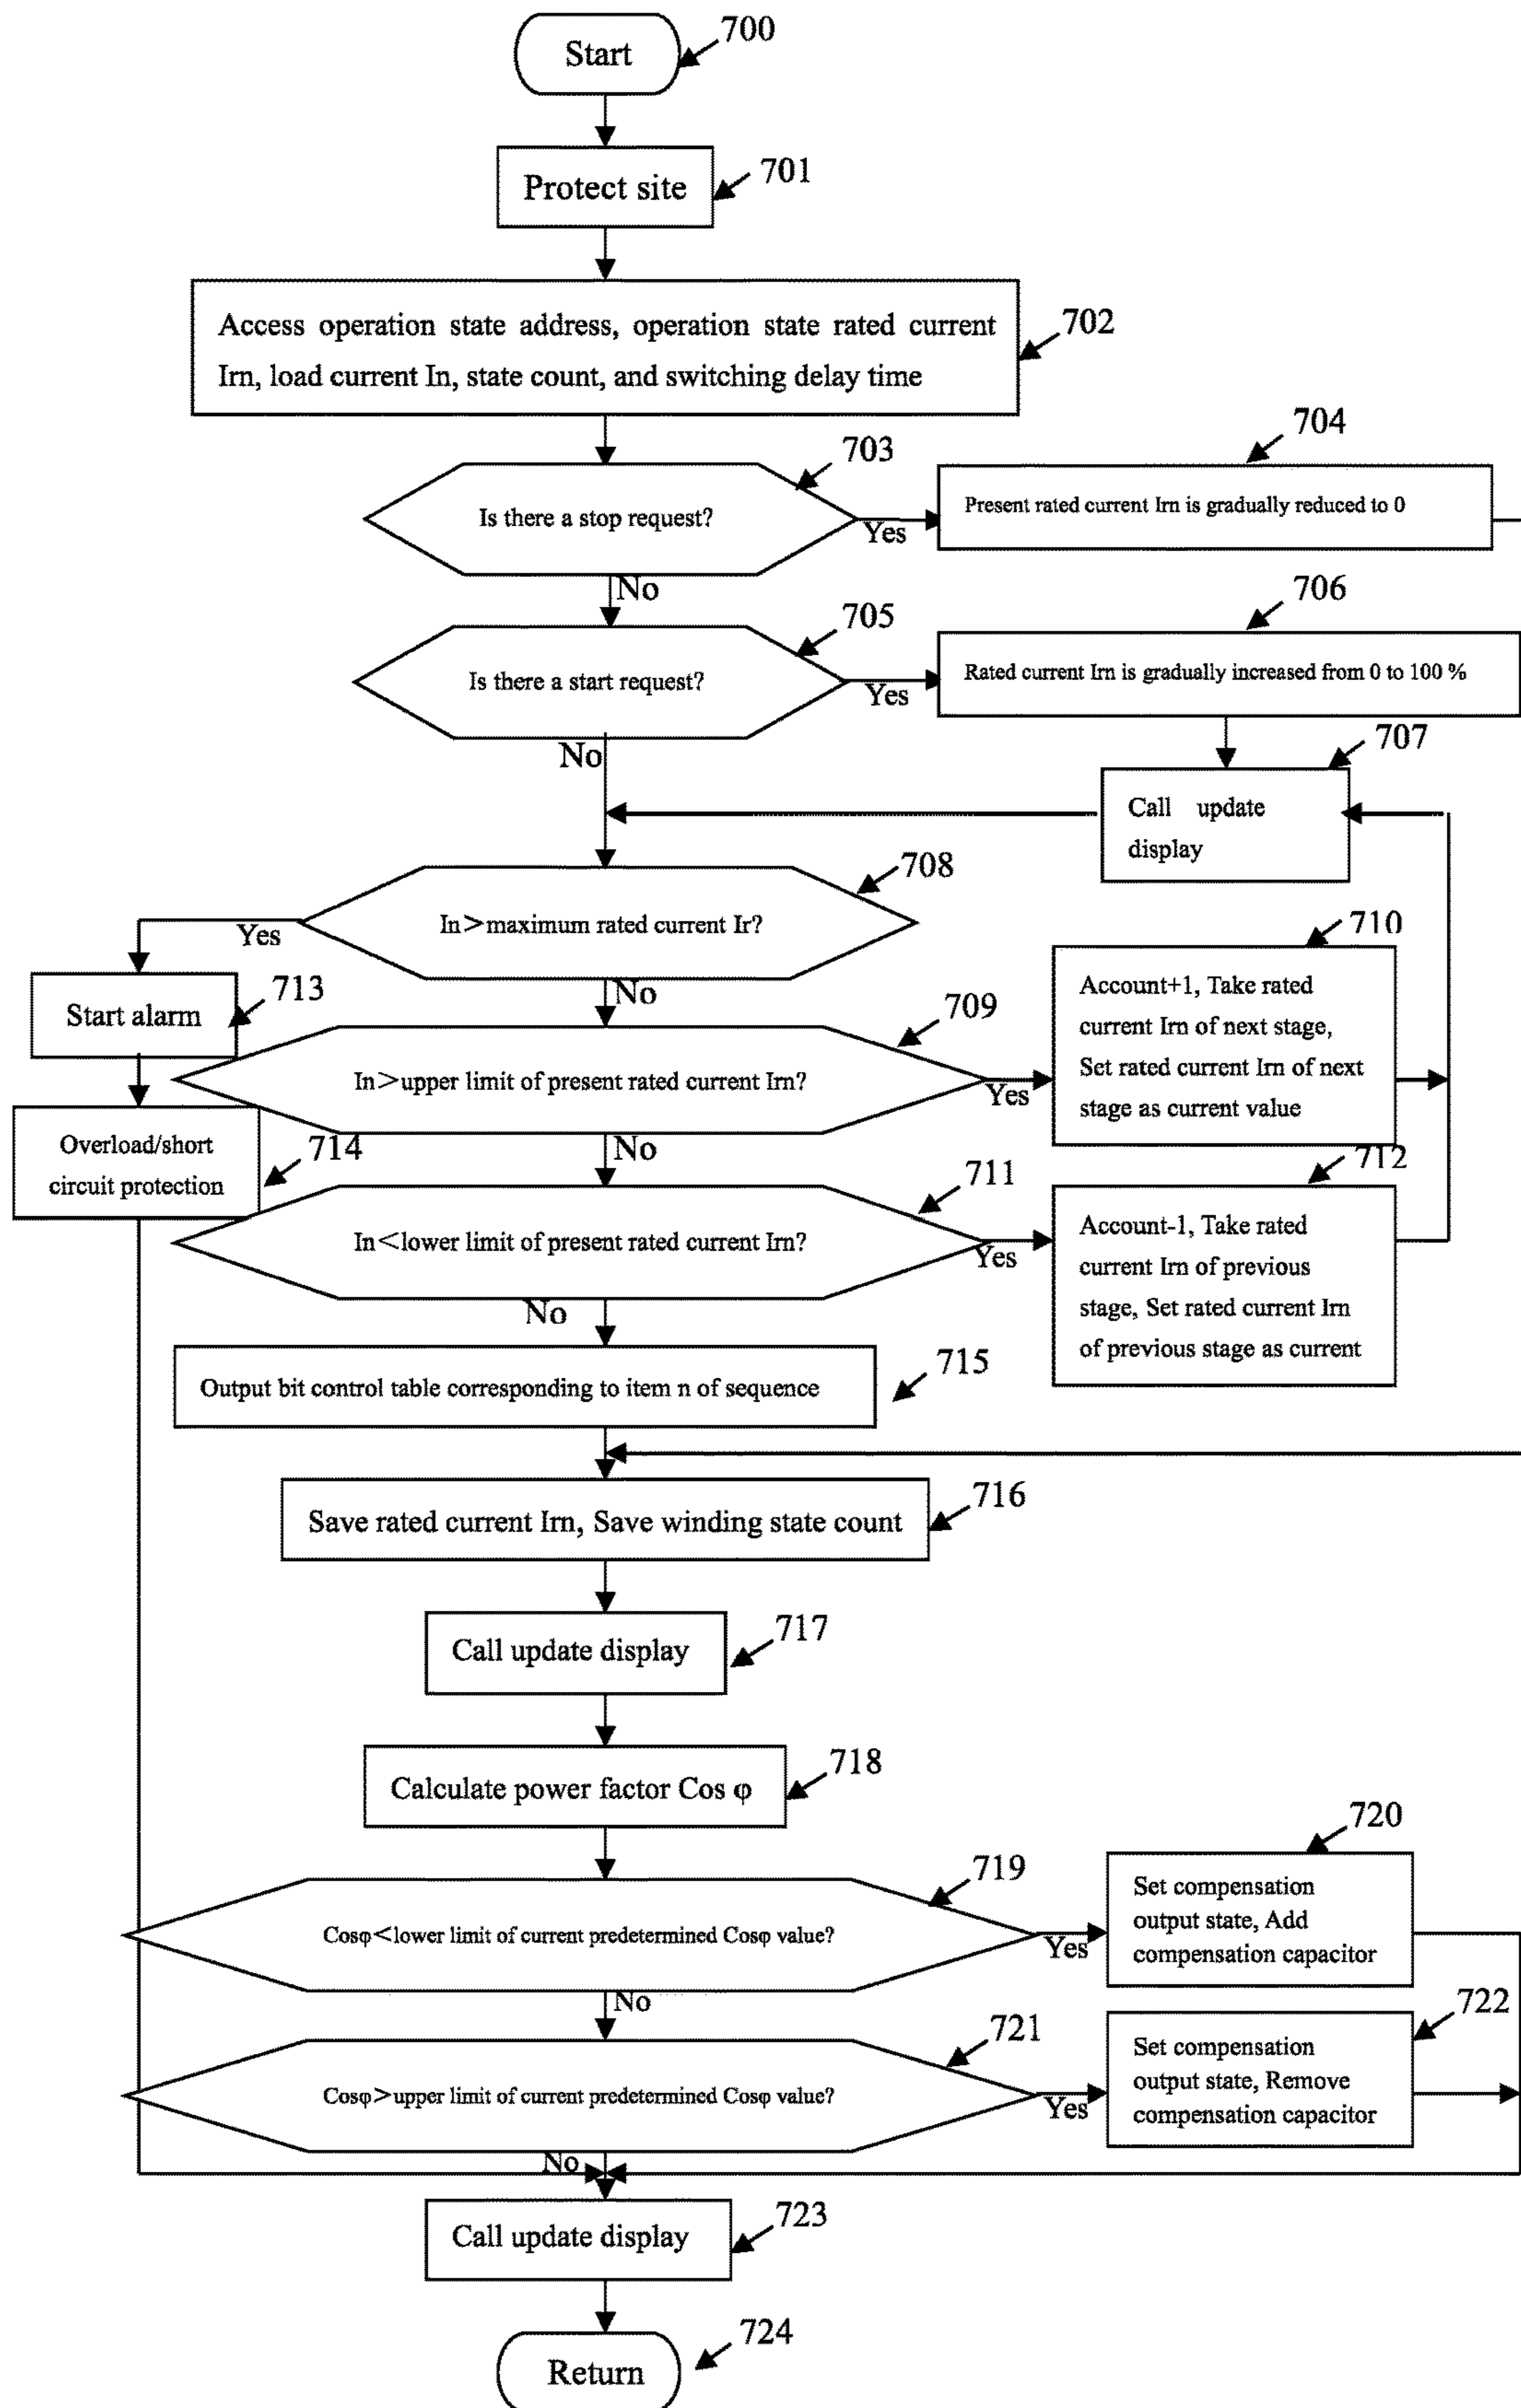 700
Start
701
Protect site
702
Access operation state address, operation state rated current
Irn, load current In, state count, and switching delay time
703
Is there a stop request?
Yes
No
704
Present rated current Irn is gradually reduced to 0
705
Is there a start request?
Yes
No
706
Rated current Irn is gradually increased from 0 to 100 %
707
Call update
display
708
In>maximum rated current Ir?
Yes
No
713
Start alarm
709
In>upper limit of present rated current Irn?
Yes
No
710
Account+1, Take rated
current Irn of next stage,
Set rated current Irn of next
stage as current value
714
Overload/short
circuit protection
711
In<lower limit of present rated current Irn?
Yes
No
712
Account-1, Take rated
current Irn of previous
stage, Set rated current Irn
of previous stage as current
715
Output bit control table corresponding to item n of sequence
716
Save rated current Irn, Save winding state count
717
Call update display
718
Calculate power factor Cos φ
719
Cosφ<lower limit of current predetermined Cosφ value?
Yes
No
720
Set compensation
output state, Add
compensation capacitor
721
Cosφ>upper limit of current predetermined Cosφ value?
Yes
No
722
Set compensation
output state, Remove
compensation capacitor
723
Call update display
724
Return